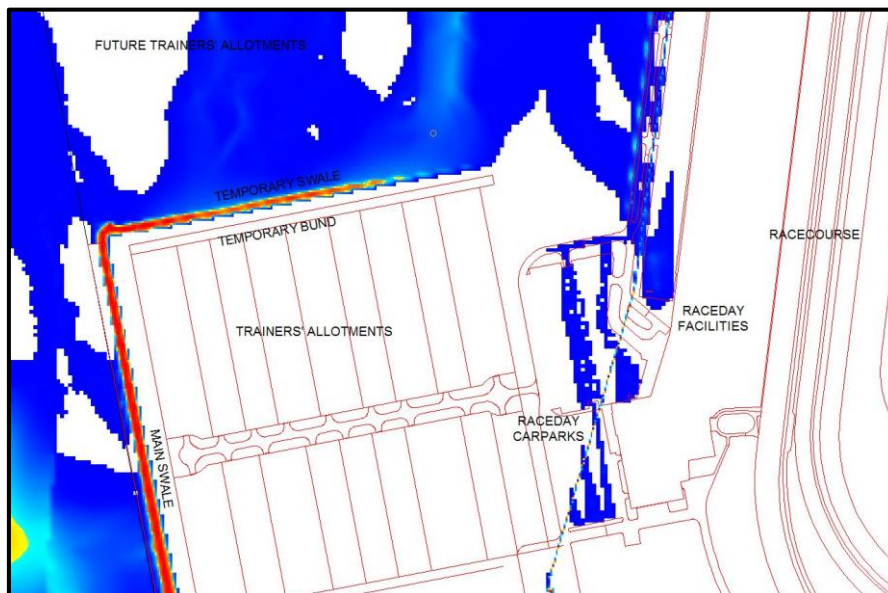 FUTURE TRAINERS' ALLOTMENTS
TEMPORARY SWALE
TEMPORARY BUND
RACECOURSE
TRAINERS' ALLOTMENTS
RACEDAY
FACILITIES
RACEDAY
CARPARKS
MAIN SWALE